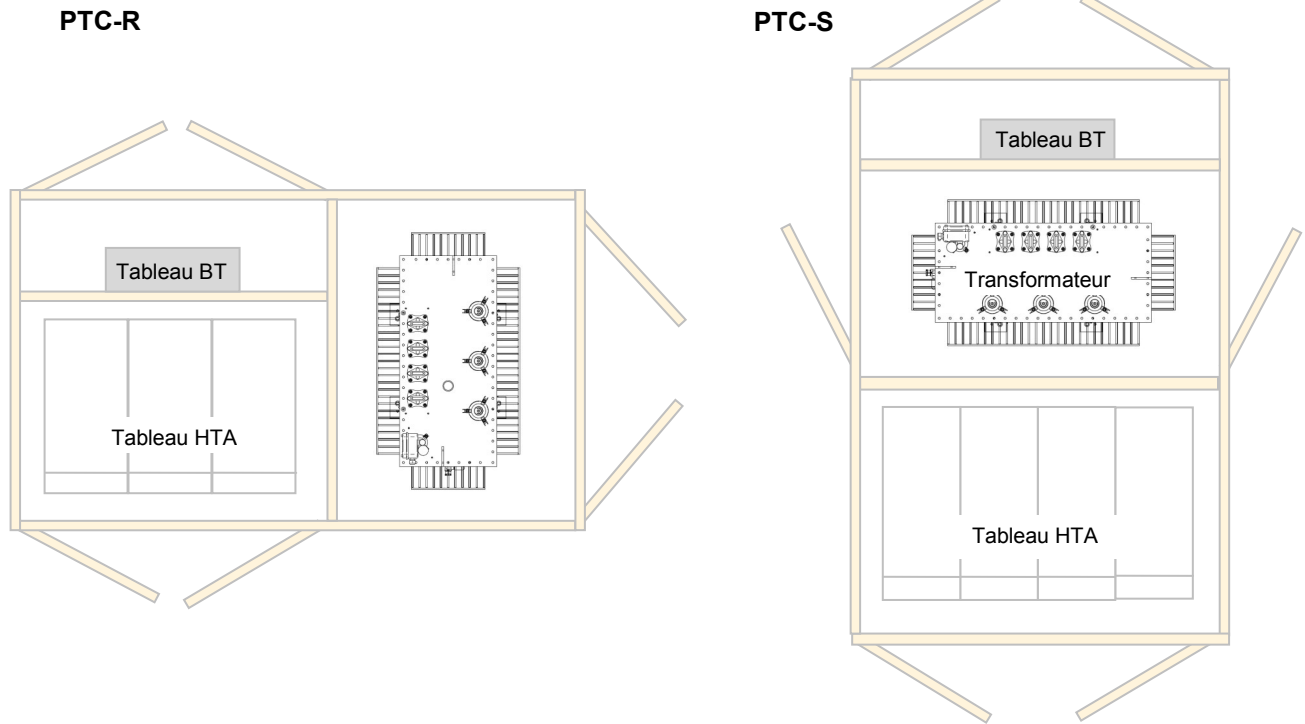 PTC-R
Tableau BT
Tableau HTA
PTC-S
Tableau BT
Transformateur
Tableau HTA